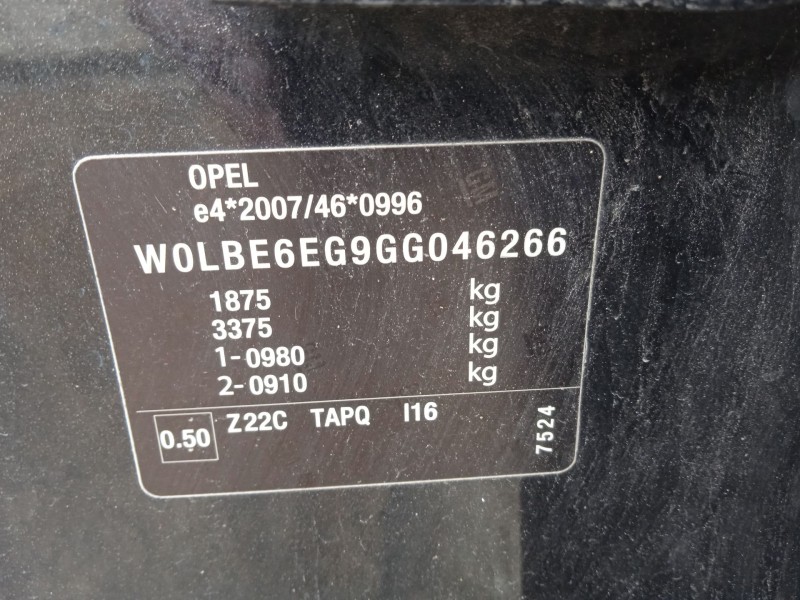 OPEL
e4*2007/46*0996
W0LBE6EG9GG046266
1875 kg
3375 kg
1-0980 kg
2-0910 kg
0.50 Z22C TAPQ I16
7524